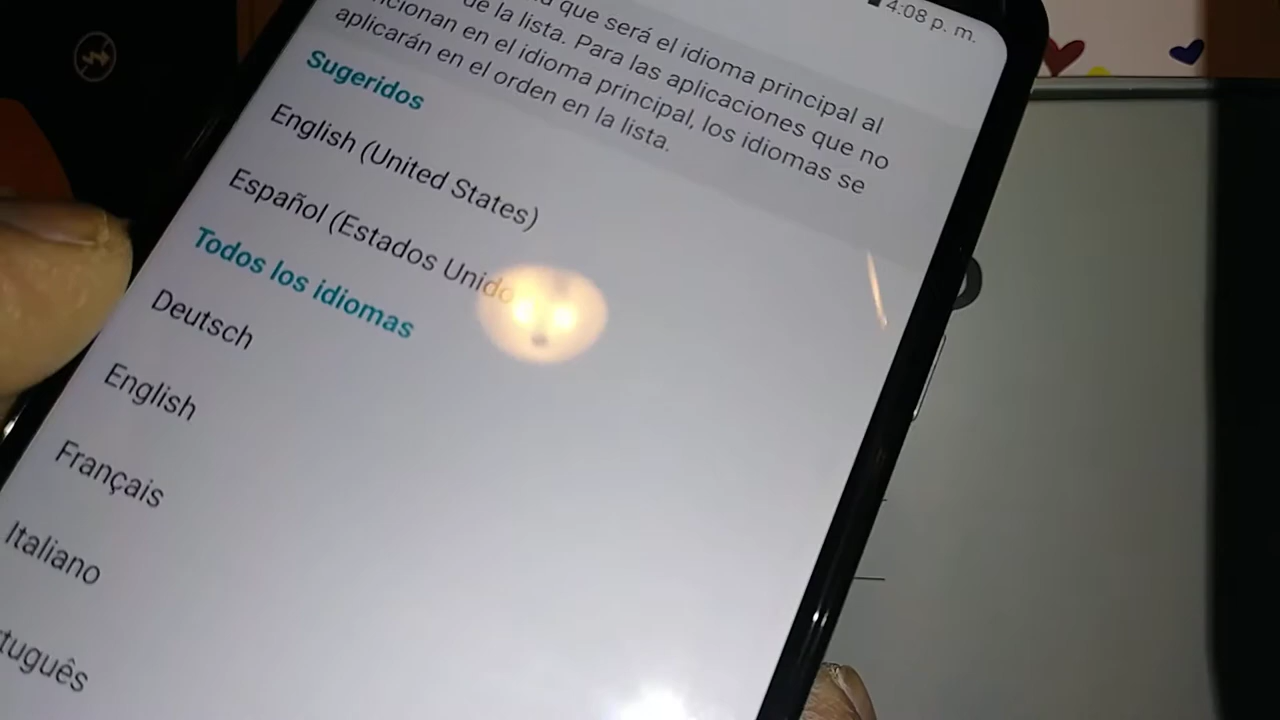 4:08 p. m.
que será el idioma principal al
de la lista. Para las aplicaciones que no
en el idioma principal, los idiomas se
aplicarán en el orden en la lista.
Sugeridos
English (United States)
Español (Estados Unido
Todos los idiomas
Deutsch
English
Français
Italiano
tuguês